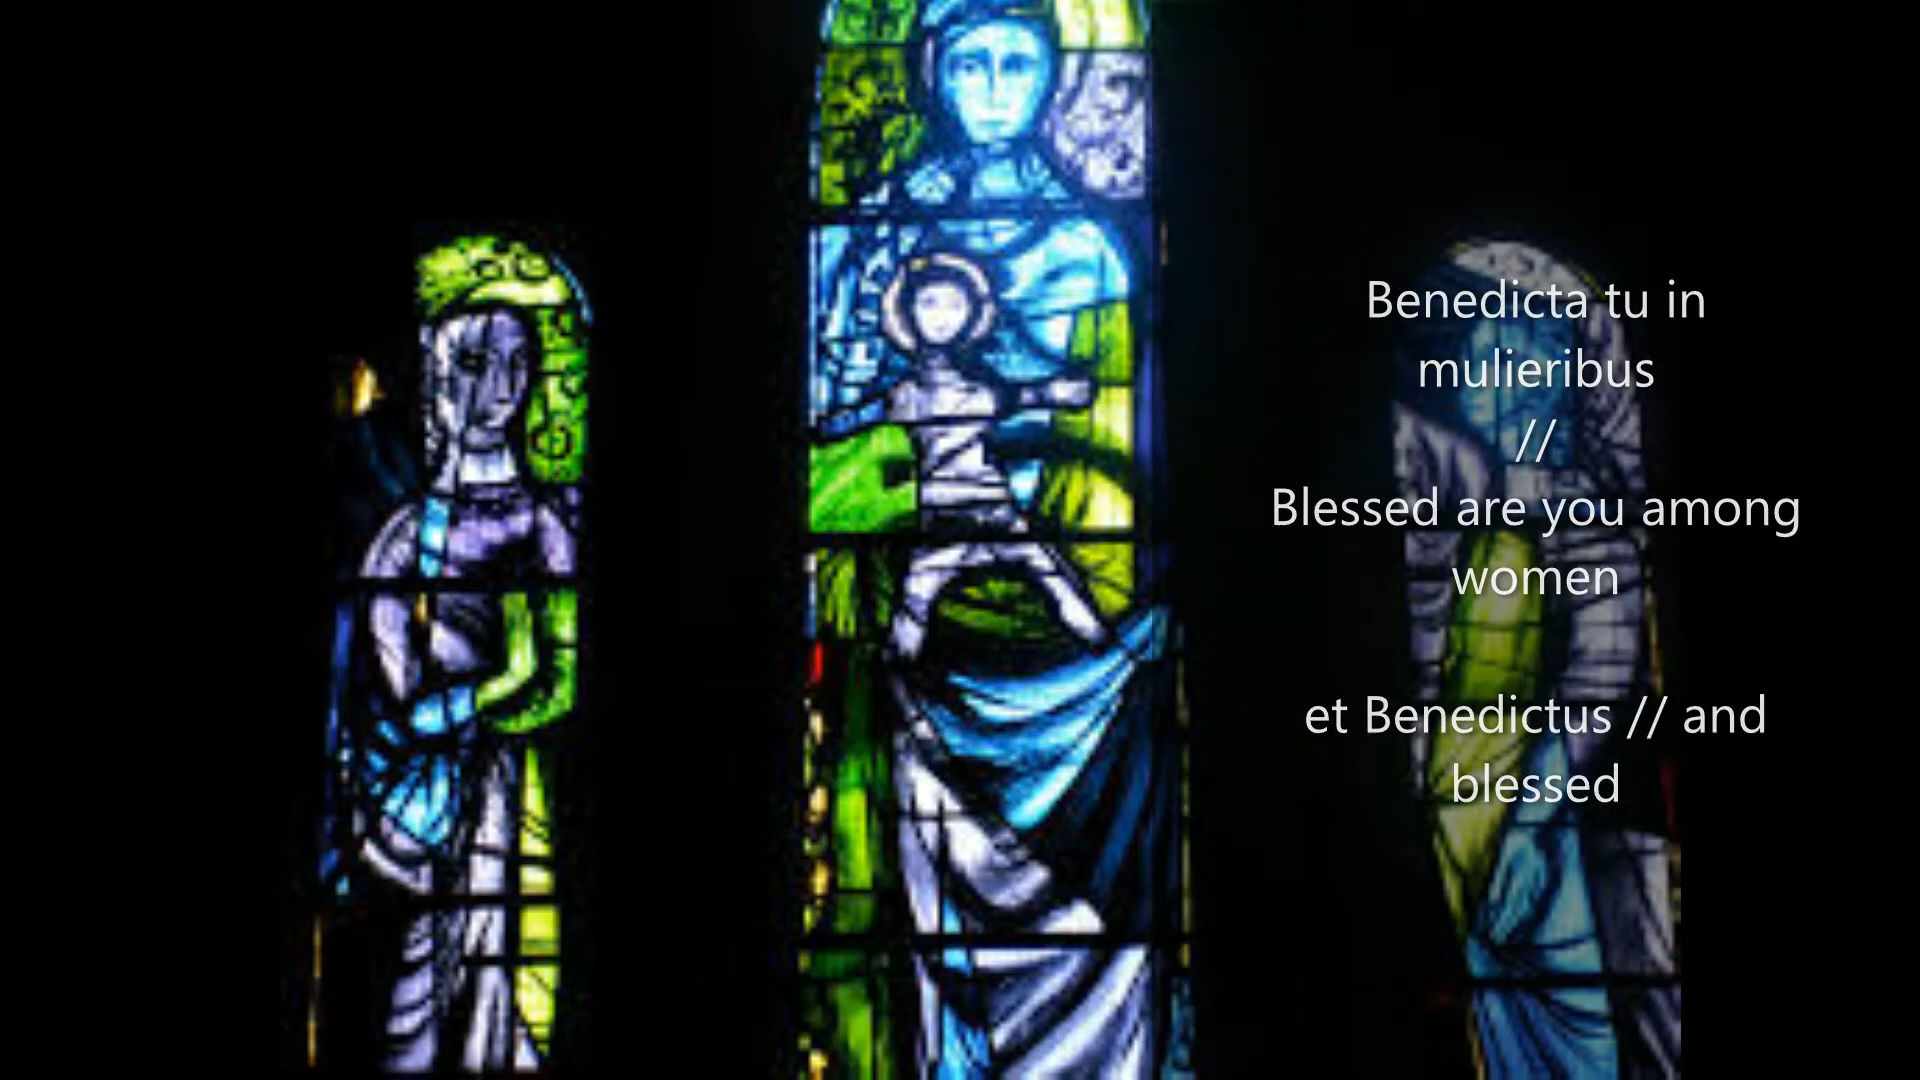 Benedicta tu in
mulieribus
//
Blessed are you among
women
et Benedictus // and
blessed